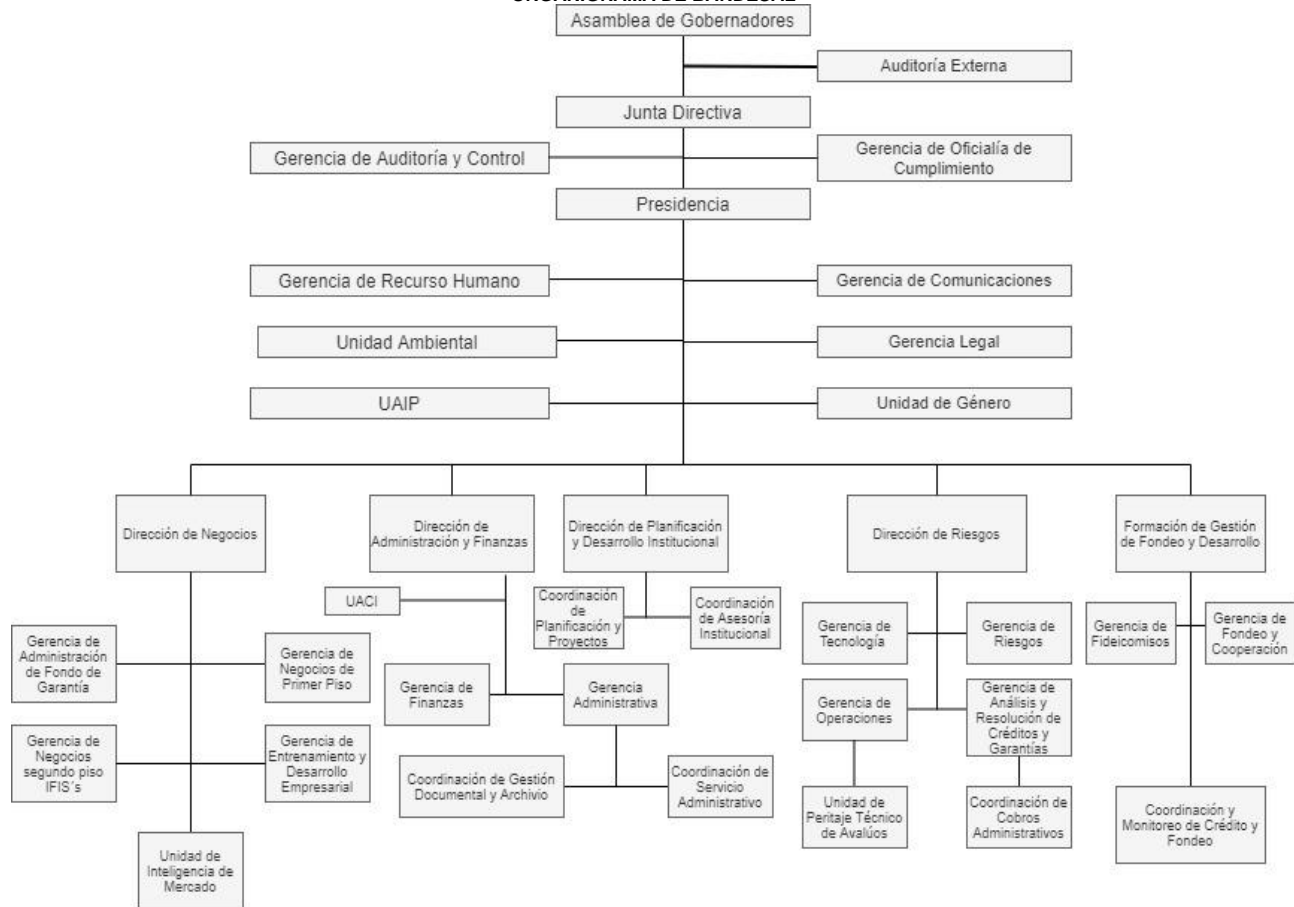 ORGANIGRAMA DE BANDESAL
Asamblea de Gobernadores
Auditoría Externa
Junta Directiva
Gerencia de Auditoría y Control
Gerencia de Oficialía de
Cumplimiento
Presidencia
Gerencia de Recurso Humano
Gerencia de Comunicaciones
Unidad Ambiental
Gerencia Legal
UAIP
Unidad de Género
Dirección de Negocios
Dirección de
Administración y Finanzas
Dirección de Planificación
y Desarrollo Institucional
Dirección de Riesgos
Formación de Gestión
de Fondeo y Desarrollo
UACI
Coordinación
de
Planificación y
Proyectos
Coordinación
de Asesoría
Institucional
Gerencia de
Tecnología
Gerencia de
Riesgos
Gerencia de
Fideicomisos
Gerencia de
Fondeo y
Cooperación
Gerencia de
Administración
de Fondo de
Garantía
Gerencia de
Negocios de
Primer Piso
Gerencia de
Finanzas
Gerencia
Administrativa
Gerencia de
Operaciones
Gerencia de
Análisis y
Resolución de
Créditos y
Garantías
Gerencia de
Negocios
segundo piso
IFIS´s
Gerencia de
Entrenamiento y
Desarrollo
Empresarial
Coordinación de Gestión
Documental y Archivio
Coordinación de
Servicio
Administrativo
Unidad de
Peritaje Técnico
de Avalúos
Coordinación de
Cobros
Administrativos
Coordinación y
Monitoreo de Crédito y
Fondeo
Unidad de
Inteligencia de
Mercado